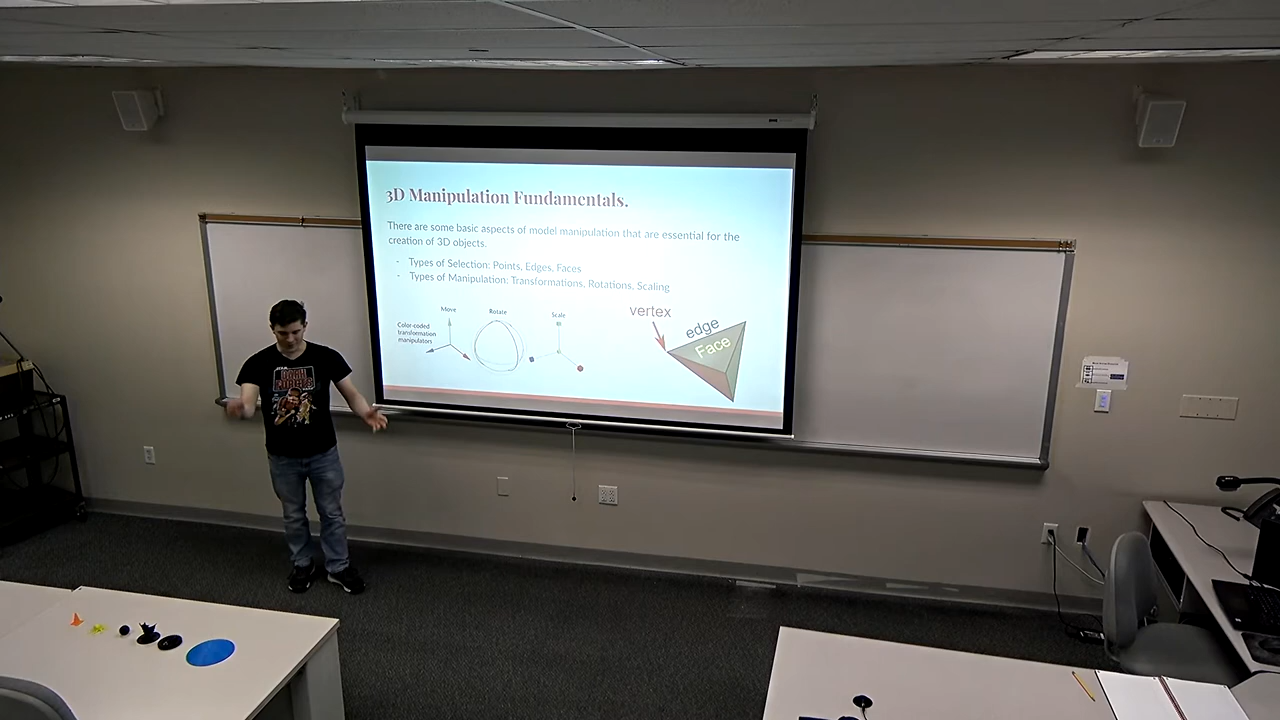 3D Manipulation Fundamentals.
There are some basic aspects of model manipulation that are essential for the
creation of 3D objects.
- Types of Selection: Points, Edges, Faces
- Types of Manipulation: Transformations, Rotations, Scaling
Color-coded
transformation
manipulators
Move
Rotate
Scale
vertex
edge
Face